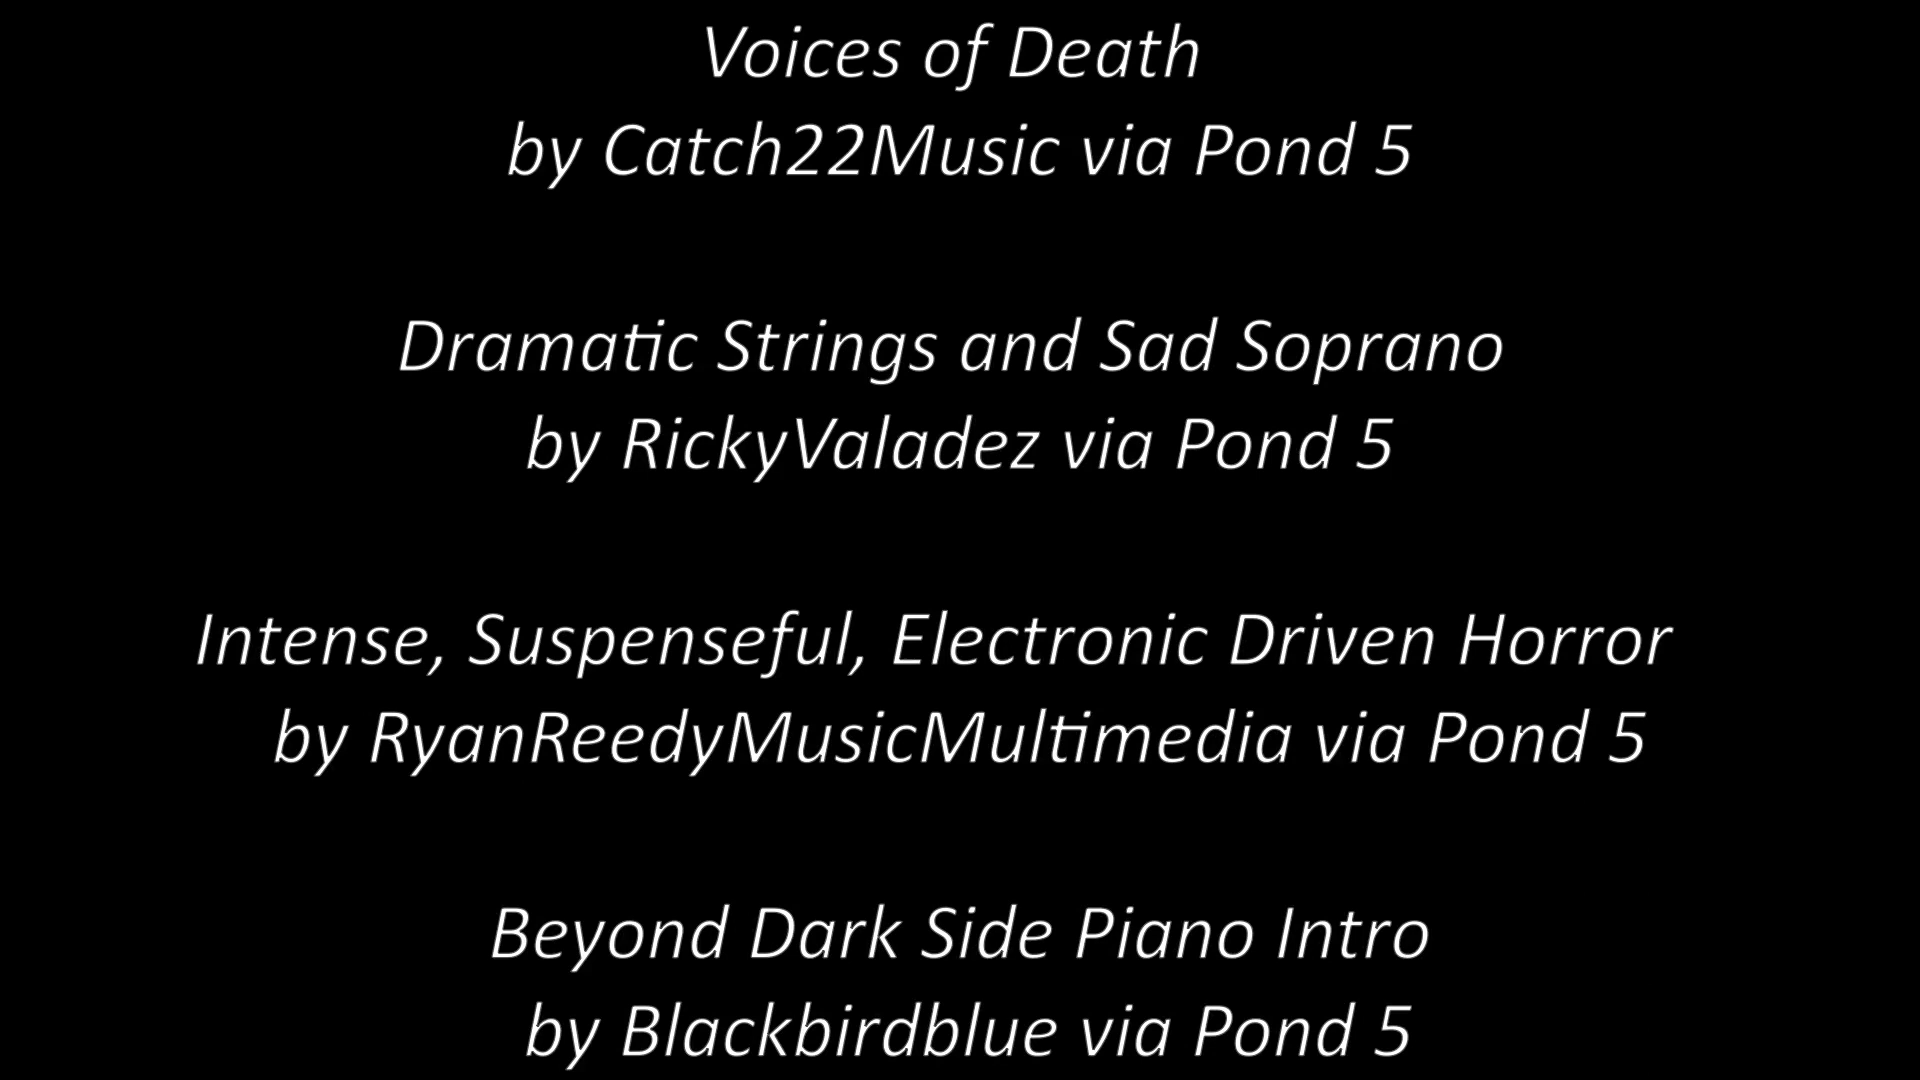 Voices of Death
by Catch22Music via Pond 5
Dramatic Strings and Sad Soprano
by RickyValadez via Pond 5
Intense, Suspenseful, Electronic Driven Horror
by RyanReedyMusicMultimedia via Pond 5
Beyond Dark Side Piano Intro
by Blackbirdblue via Pond 5